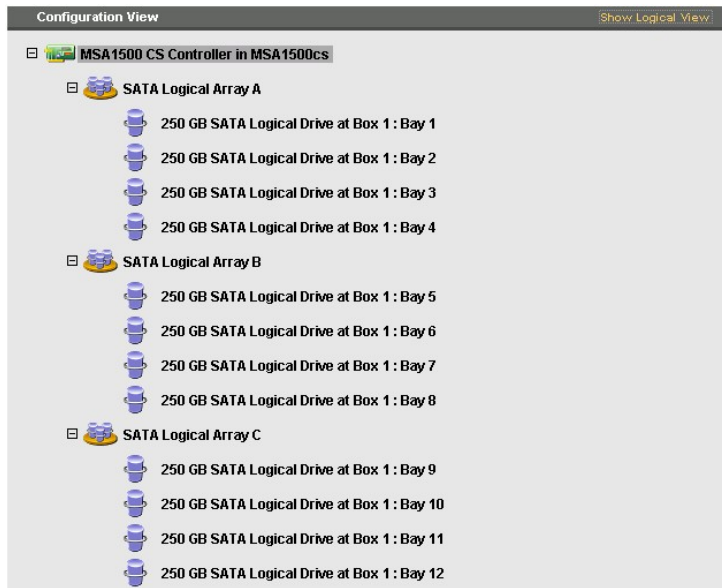 Configuration View
Show Logical View
MSA1500 CS Controller in MSA1500cs
SATA Logical Array A
250 GB SATA Logical Drive at Box 1 : Bay 1
250 GB SATA Logical Drive at Box 1 : Bay 2
250 GB SATA Logical Drive at Box 1 : Bay 3
250 GB SATA Logical Drive at Box 1 : Bay 4
SATA Logical Array B
250 GB SATA Logical Drive at Box 1 : Bay 5
250 GB SATA Logical Drive at Box 1 : Bay 6
250 GB SATA Logical Drive at Box 1 : Bay 7
250 GB SATA Logical Drive at Box 1 : Bay 8
SATA Logical Array C
250 GB SATA Logical Drive at Box 1 : Bay 9
250 GB SATA Logical Drive at Box 1 : Bay 10
250 GB SATA Logical Drive at Box 1 : Bay 11
250 GB SATA Logical Drive at Box 1 : Bay 12